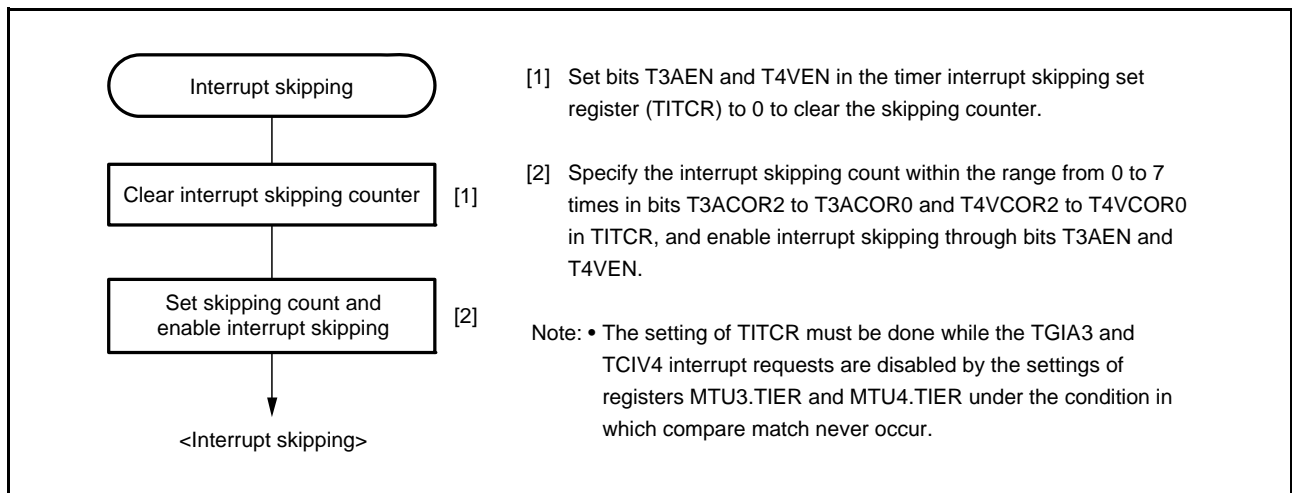 Interrupt skipping
Clear interrupt skipping counter
[1]
Set skipping count and
enable interrupt skipping
[2]
<Interrupt skipping>
[1] Set bits T3AEN and T4VEN in the timer interrupt skipping set
register (TITCR) to 0 to clear the skipping counter.
[2] Specify the interrupt skipping count within the range from 0 to 7
times in bits T3ACOR2 to T3ACOR0 and T4VCOR2 to T4VCOR0
in TITCR, and enable interrupt skipping through bits T3AEN and
T4VEN.
Note: • The setting of TITCR must be done while the TGIA3 and
TCIV4 interrupt requests are disabled by the settings of
registers MTU3.TIER and MTU4.TIER under the condition in
which compare match never occur.